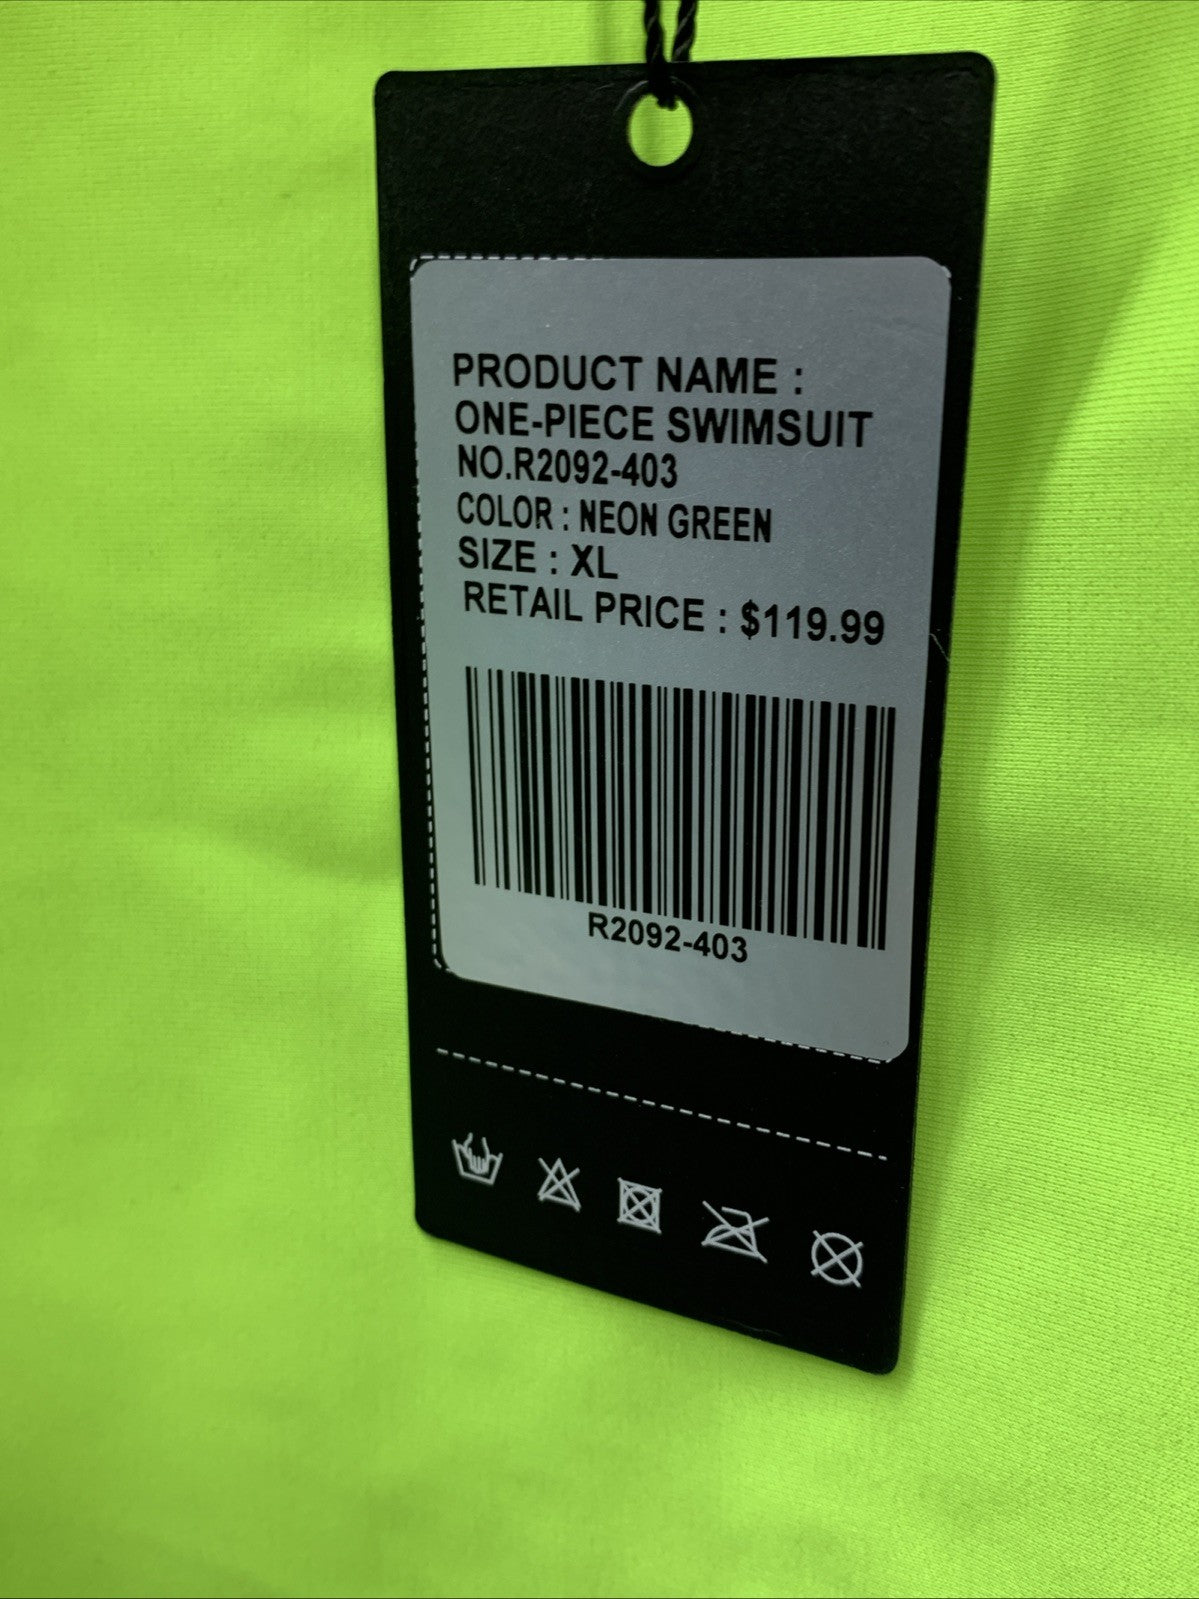 PRODUCT NAME :
ONE-PIECE SWIMSUIT
NO.R2092-403
COLOR : NEON GREEN
SIZE : XL
RETAIL PRICE : $119.99
R2092-403